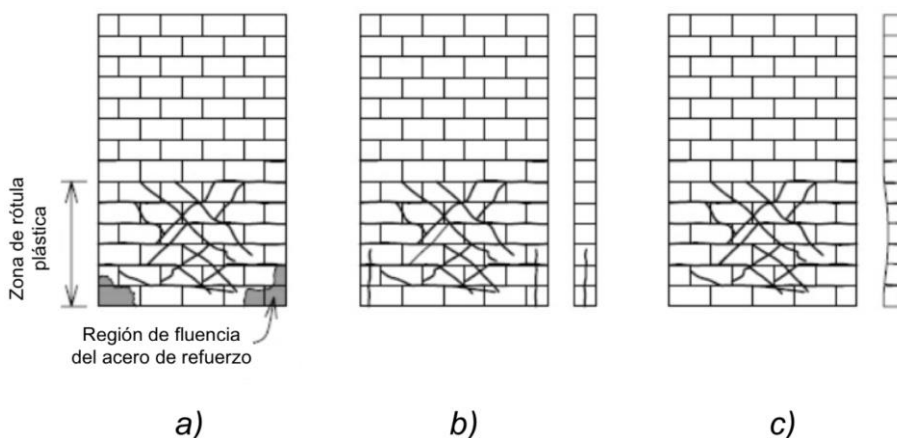 Zona de rótula
plástica
Región de fluencia
del acero de refuerzo
a)
b)
c)